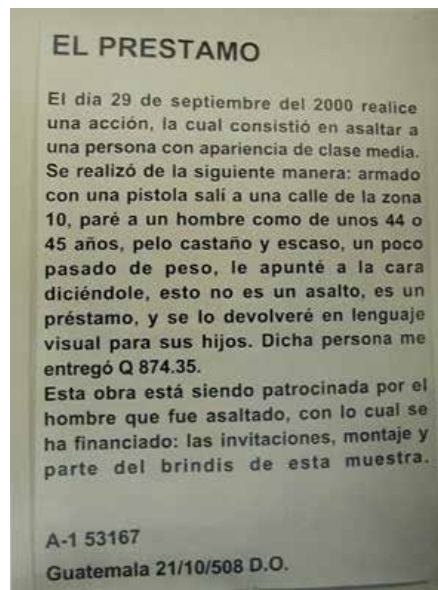 EL PRESTAMO
El dia 29 de septiembre del 2000 realice
una acción, la cual consistió en asaltar a
una persona con apariencia de clase media.
Se realizó de la siguiente manera: armado
con una pistola salí a una calle de la zona
10, paré a un hombre como de unos 44 o
45 años, pelo castaño y escaso, un poco
pasado de peso, le apunté a la cara
diciéndole, esto no es un asalto, es un
préstamo, y se lo devolveré en lenguaje
visual para sus hijos. Dicha persona me
entregó Q 874.35.
Esta obra está siendo patrocinada por el
hombre que fue asaltado, con lo cual se
ha financiado: las invitaciones, montaje y
parte del brindis de esta muestra.
A-1 53167
Guatemala 21/10/508 D.O.